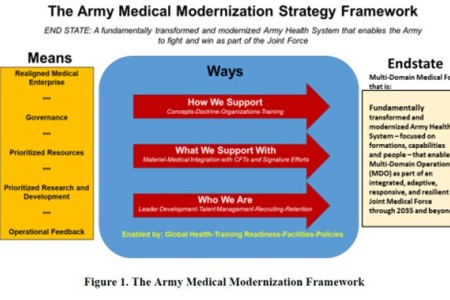 The Army Medical Modernization Strategy Framework
END STATE: A fundamentally transformed and modernized Army Health System that enables the Army
to fight and win as part of the Joint Force
Means
Realigned Medical
Enterprise
***
Governance
***
Prioritized Resources
***
Prioritized Research and
Development
***
Operational Feedback
Ways
How We Support
Concepts-Doctrine-Organizations-Training
What We Support With
Materiel-Medical Integration with CFTs and Signature Efforts
Who We Are
Leader Development-Talent Management-Recruiting-Retention
Enabled by: Global Health-Training Readiness-Facilities-Policies
Endstate
Multi-Domain Medical Fo
that is:
Fundamentally
transformed and
modernized Army Health
System – focused on
formations, capabilities
and people – that enable
Multi-Domain Operation
(MDO) as part of an
integrated, adaptive,
responsive, and resilient
Joint Medical Force
through 2035 and beyond
Figure 1. The Army Medical Modernization Framework